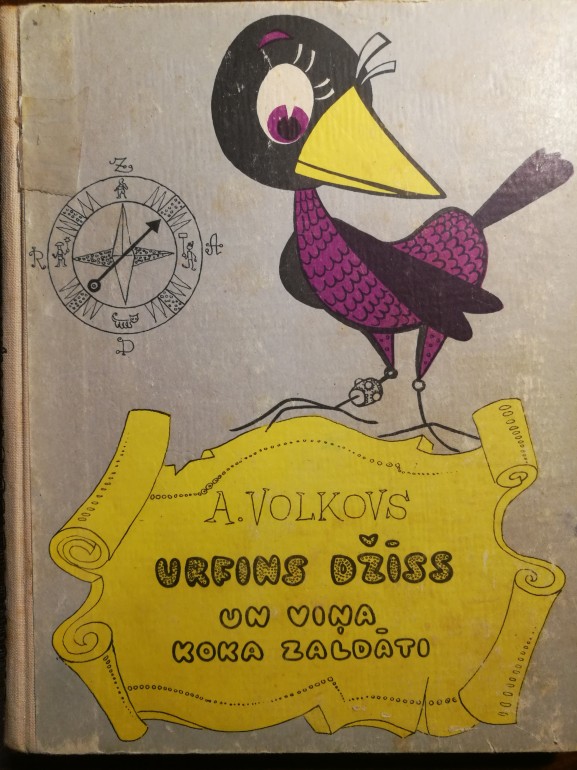 Z
R A
D
A. VOLKOVS
URFINS DŽISS
UN VIŅA
KOKA ZALDĀTI